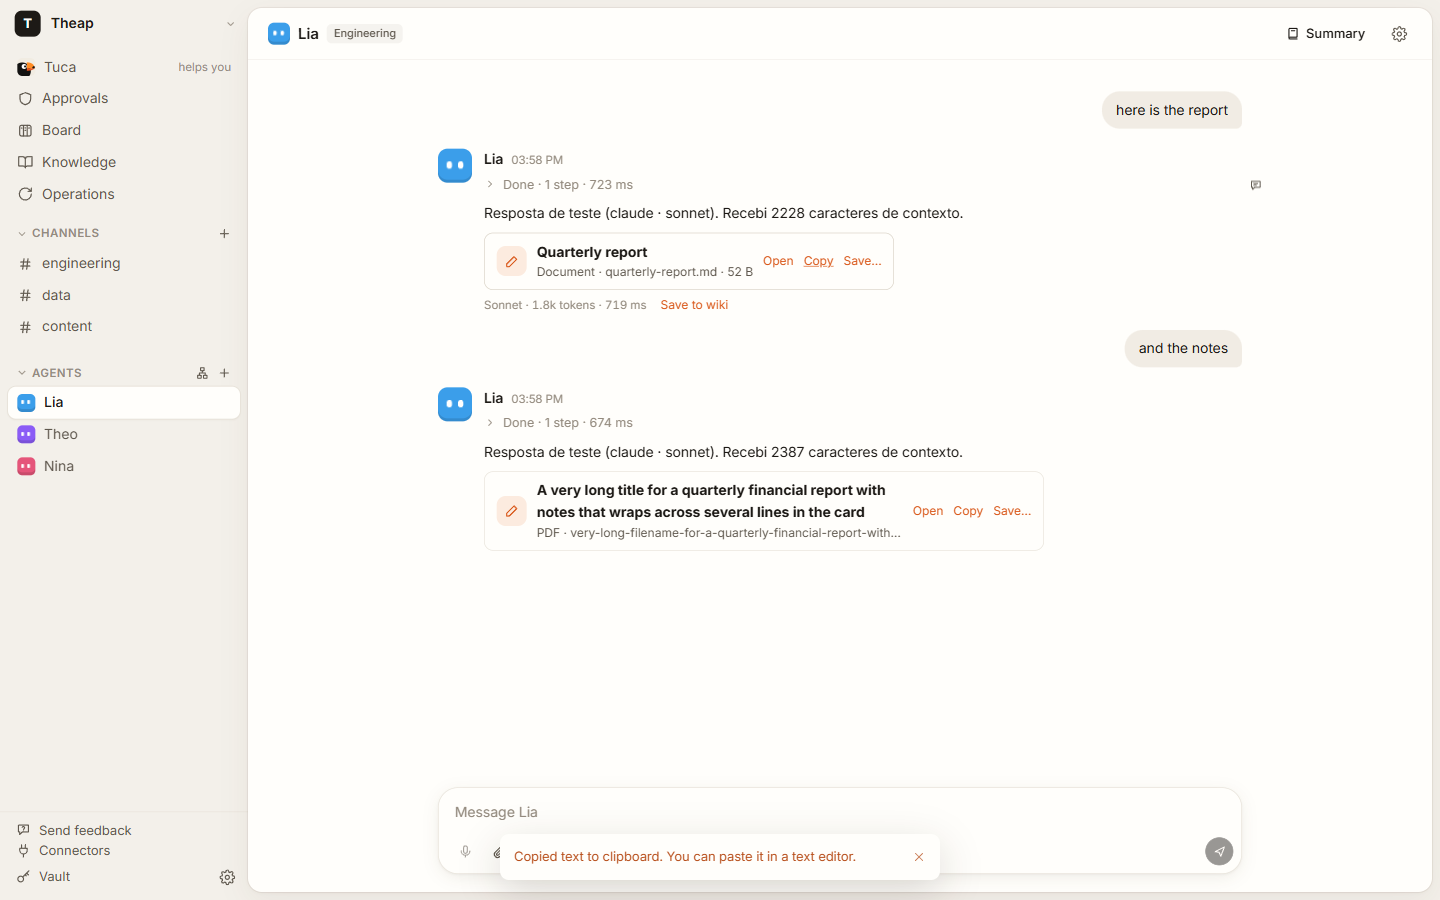 T Theap
Tuca helps you
Approvals
Board
Knowledge
Operations
CHANNELS
# engineering
# data
# content
AGENTS
Lia
Theo
Nina
Send feedback
Connectors
Vault
Lia Engineering
Summary
here is the report
Lia 03:58 PM
Done · 1 step · 723 ms
Resposta de teste (claude · sonnet). Recebi 2228 caracteres de contexto.
Quarterly report
Document · quarterly-report.md · 52 B
Open Copy Save...
Sonnet · 1.8k tokens · 719 ms Save to wiki
and the notes
Lia 03:58 PM
Done · 1 step · 674 ms
Resposta de teste (claude · sonnet). Recebi 2387 caracteres de contexto.
A very long title for a quarterly financial report with
notes that wraps across several lines in the card
PDF · very-long-filename-for-a-quarterly-financial-report-with...
Open Copy Save...
Message Lia
Copied text to clipboard. You can paste it in a text editor.